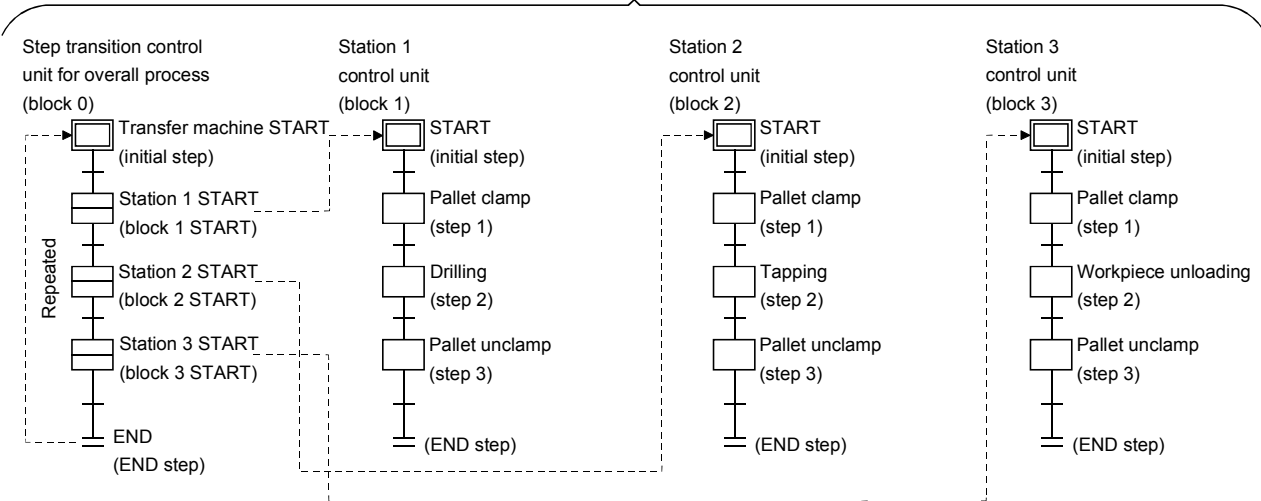 Step transition control
unit for overall process
(block 0)
Transfer machine START
(initial step)
Station 1 START
(block 1 START)
Repeated
Station 2 START
(block 2 START)
Station 3 START
(block 3 START)
END
(END step)
Station 1
control unit
(block 1)
START
(initial step)
Pallet clamp
(step 1)
Drilling
(step 2)
Pallet unclamp
(step 3)
(END step)
Station 2
control unit
(block 2)
START
(initial step)
Pallet clamp
(step 1)
Tapping
(step 2)
Pallet unclamp
(step 3)
(END step)
Station 3
control unit
(block 3)
START
(initial step)
Pallet clamp
(step 1)
Workpiece unloading
(step 2)
Pallet unclamp
(step 3)
(END step)